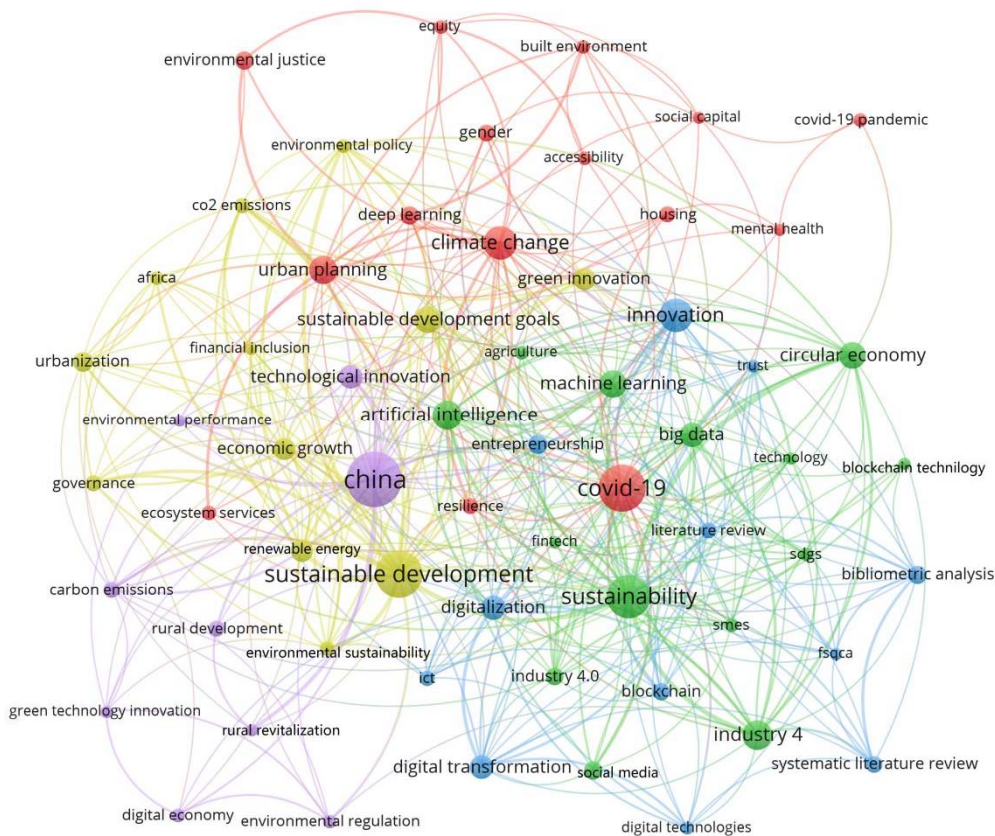 equity
built environment
environmental justice
social capital
covid-19 pandemic
gender
environmental policy
accessibility
co2 emissions
deep learning
housing
mental health
climate change
urban planning
africa
green innovation
innovation
sustainable development goals
financial inclusion
agriculture
circular economy
urbanization
trust
technological innovation
machine learning
environmental performance
artificial intelligence
big data
entrepreneurship
economic growth
technology
blockchain technilogy
governance
china
covid-19
ecosystem services
resilience
literature review
fintech
renewable energy
sdgs
sustainable development
bibliometric analysis
carbon emissions
sustainability
digitalization
rural development
smes
environmental sustainability
fsqca
ict
industry 4.0
blockchain
green technology innovation
rural revitalization
industry 4
digital transformation
social media
systematic literature review
digital economy
environmental regulation
digital technologies